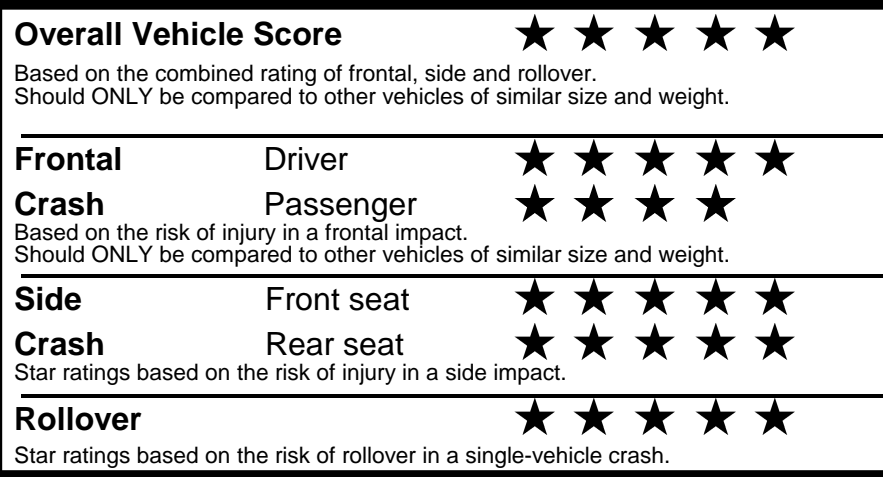 Overall Vehicle Score ★ ★ ★ ★ ★
Based on the combined rating of frontal, side and rollover.
Should ONLY be compared to other vehicles of similar size and weight.
Frontal Driver ★ ★ ★ ★ ★
Crash Passenger ★ ★ ★ ★
Based on the risk of injury in a frontal impact.
Should ONLY be compared to other vehicles of similar size and weight.
Side Front seat ★ ★ ★ ★ ★
Crash Rear seat ★ ★ ★ ★ ★
Star ratings based on the risk of injury in a side impact.
Rollover ★ ★ ★ ★ ★
Star ratings based on the risk of rollover in a single-vehicle crash.